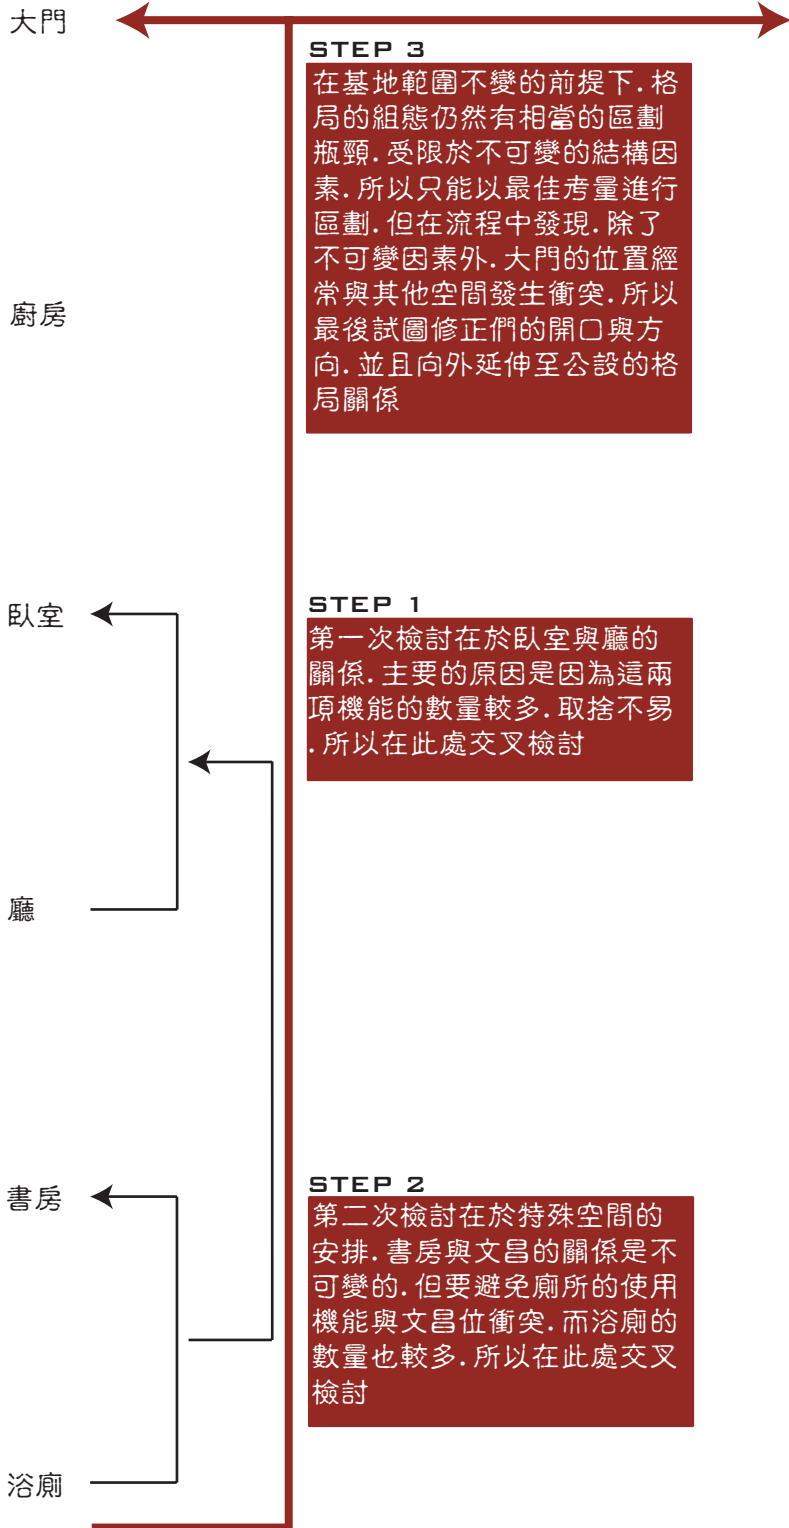 大門
STEP 3
在基地範圍不變的前提下.格
局的組態仍然有相當的區劃
瓶頸.受限於不可變的結構因
素.所以只能以最佳考量進行
區劃.但在流程中發現.除了
不可變因素外.大門的位置經
常與其他空間發生衝突.所以
最後試圖修正們的開口與方
向.並且向外延伸至公設的格
局關係
廚房
臥室
STEP 1
第一次檢討在於臥室與廳的
關係.主要的原因是因為這兩
項機能的數量較多.取捨不易
.所以在此處交叉檢討
廳
書房
STEP 2
第二次檢討在於特殊空間的
安排.書房與文昌的關係是不
可變的.但要避免廁所的使用
機能與文昌位衝突.而浴廁的
數量也較多.所以在此處交叉
檢討
浴廁